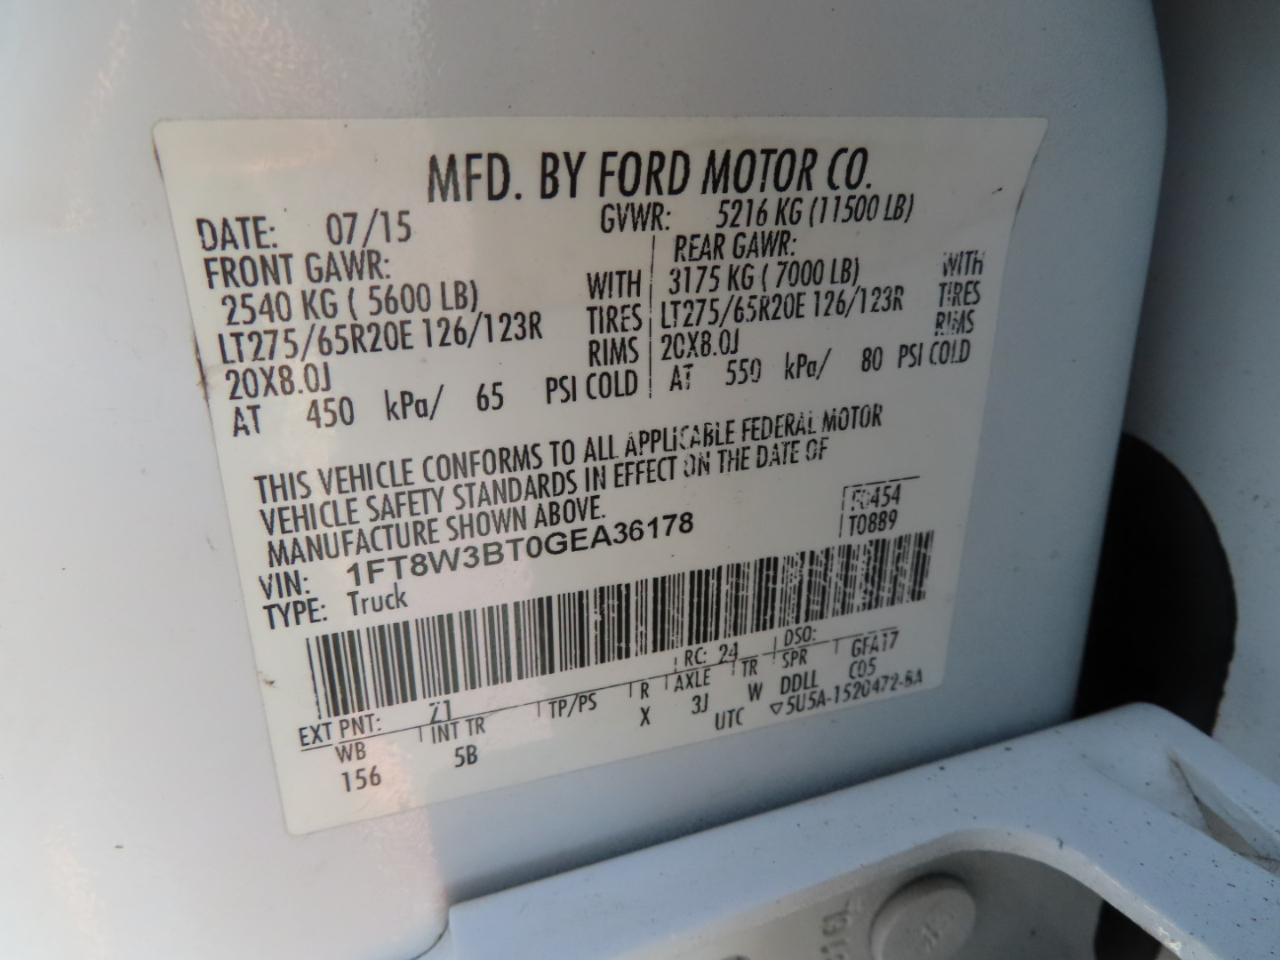 MFD. BY FORD MOTOR CO.
DATE: 07/15 GVWR: 5216 KG (11500 LB)
FRONT GAWR: REAR GAWR:
2540 KG ( 5600 LB) WITH 3175 KG ( 7000 LB) WITH
LT275/65R20E 126/123R TIRES LT275/65R20E 126/123R TIRES
20X8.0J RIMS 20X8.0J RIMS
AT 450 kPa/ 65 PSI COLD AT 550 kPa/ 80 PSI COLD
THIS VEHICLE CONFORMS TO ALL APPLICABLE FEDERAL MOTOR
VEHICLE SAFETY STANDARDS IN EFFECT ON THE DATE OF
MANUFACTURE SHOWN ABOVE.
F0454
VIN: 1FT8W3BT0GEA36178 T0889
TYPE: Truck
EXT PNT: Z1 RC: 24 DSO:
WB INT TR TP/PS R AXLE TR SPR GFA17
156 5B X 3J W DDLL C05
UTC ▽5U5A-1520472-BA